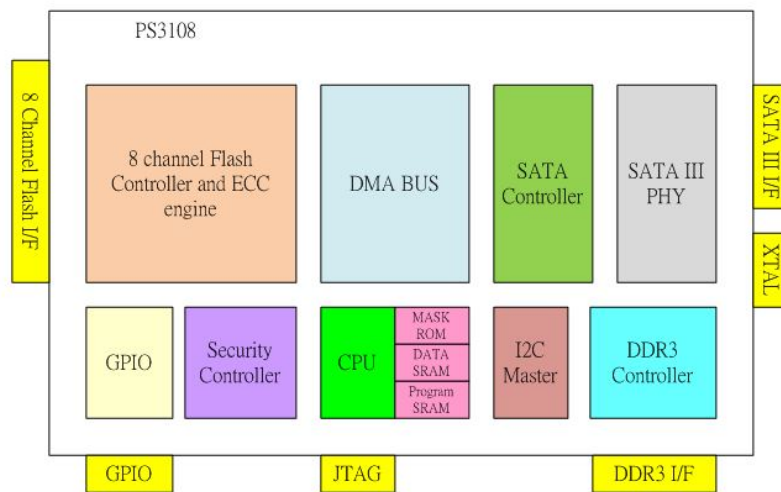 PS3108
8 Channel Flash I/F
8 channel Flash
Controller and ECC
engine
DMA BUS
SATA
Controller
SATA III
PHY
SATA III I/F
XTAL
GPIO
Security
Controller
CPU
MASK
ROM
DATA
SRAM
Program
SRAM
I2C
Master
DDR3
Controller
GPIO
JTAG
DDR3 I/F